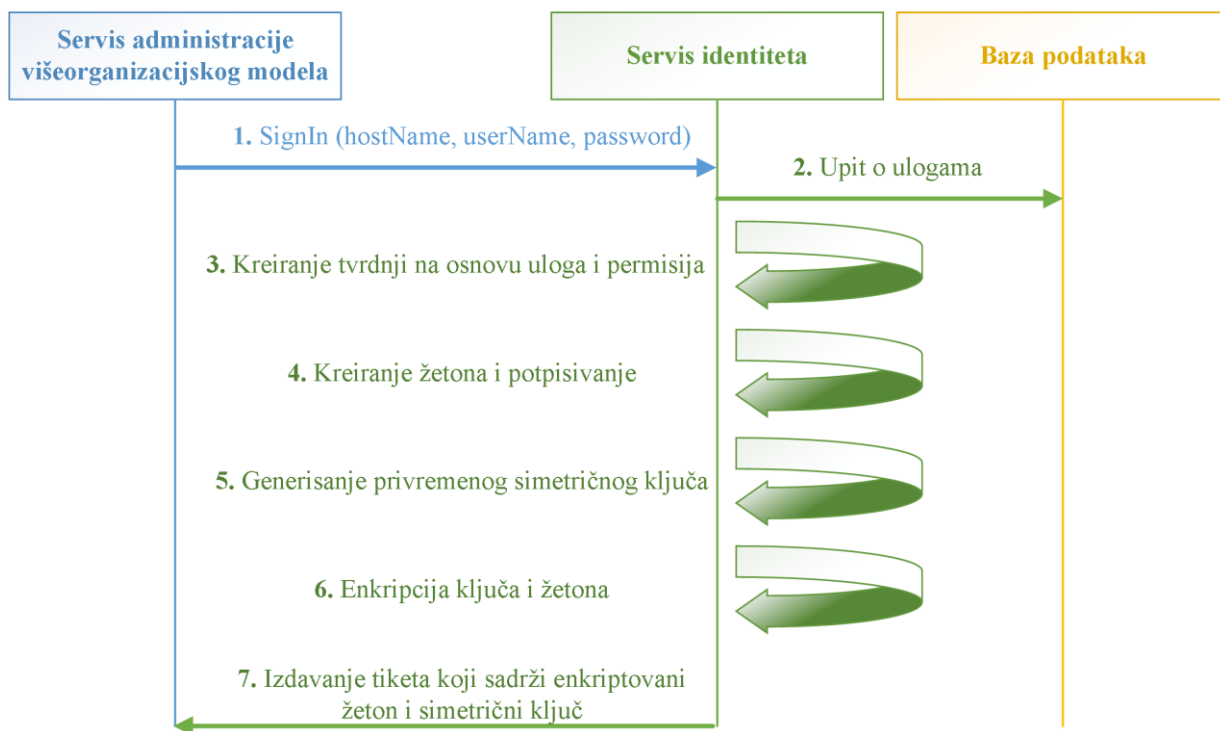 Servis administracije
višeorganizacijskog modela
Servis identiteta
Baza podataka
1. SignIn (hostName, userName, password)
2. Upit o ulogama
3. Kreiranje tvrdnji na osnovu uloga i permisija
4. Kreiranje žetona i potpisivanje
5. Generisanje privremenog simetričnog ključa
6. Enkripcija ključa i žetona
7. Izdavanje tiketa koji sadrži enkriptovani
žeton i simetrični ključ